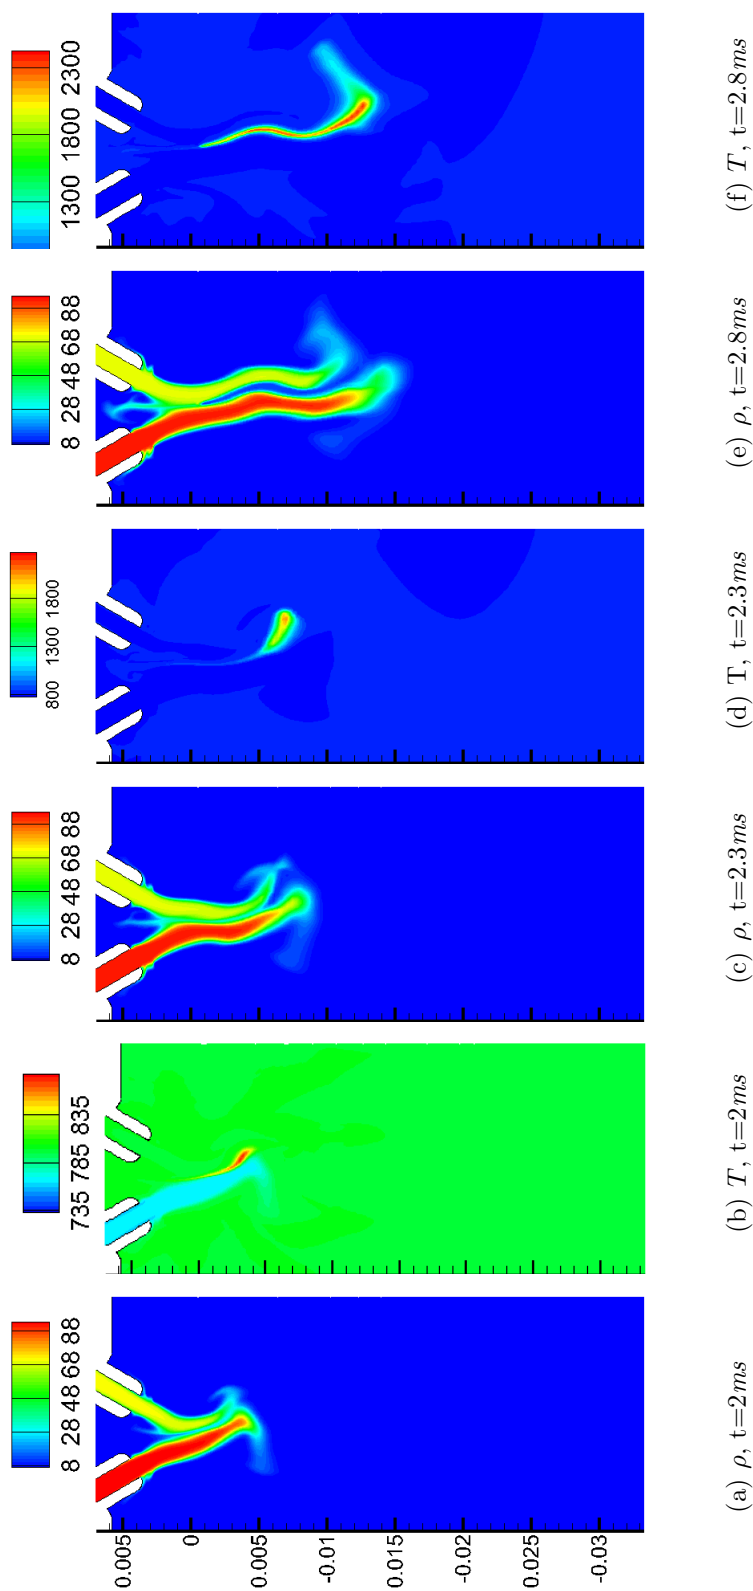 8 28 48 68 88
735 785 835
8 28 48 68 88
800 1300 1800
8 28 48 68 88
1300 1800 2300
0.005
0
0.005
-0.01
-0.015
-0.02
-0.025
-0.03
(a) ρ, t=2ms
(b) T, t=2ms
(c) ρ, t=2.3ms
(d) T, t=2.3ms
(e) ρ, t=2.8ms
(f) T, t=2.8ms